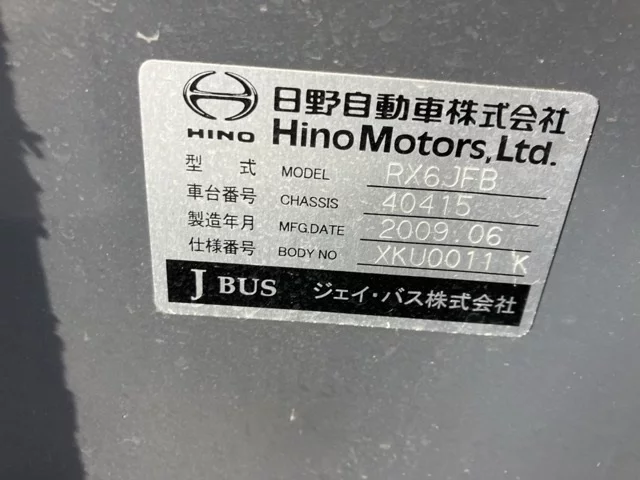 HINO 日野自動車株式会社
Hino Motors, Ltd.
型 式 MODEL RX6JFB
車台番号 CHASSIS 40415
製造年月 MFG.DATE 2009 06
仕様番号 BODY NO XKU0011 K
J BUS ジェイ・バス株式会社